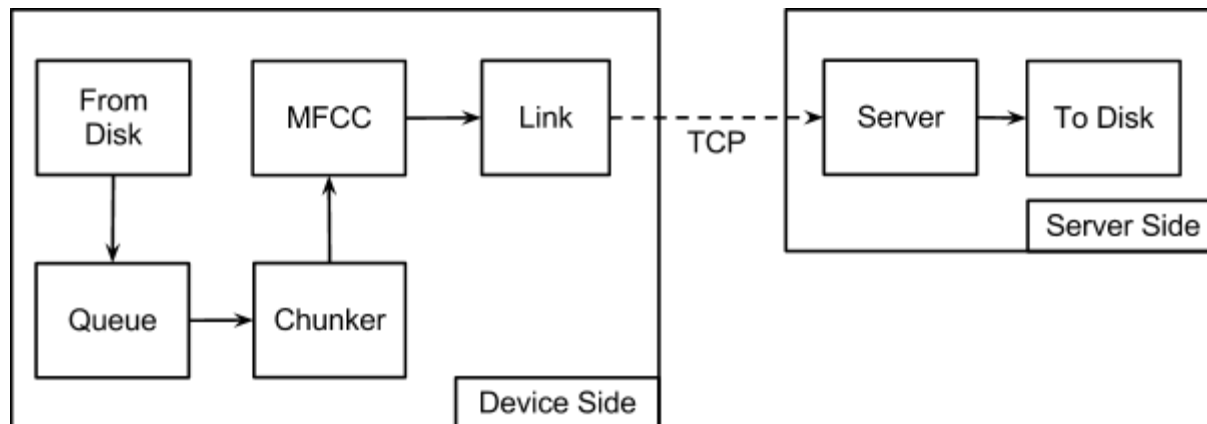 From
Disk
MFCC
Link
TCP
Server
To Disk
Server Side
Queue
Chunker
Device Side